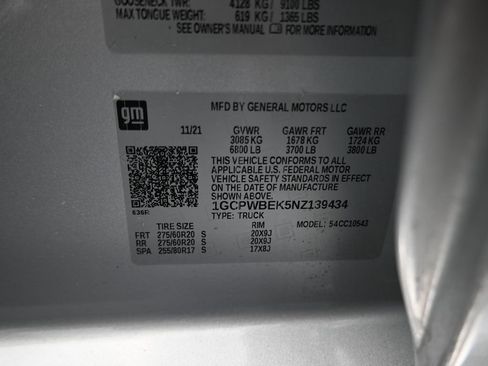 GOOSENECK TWR: 4128 KG / 9100 LBS
MAX TONGUE WEIGHT: 619 KG / 1365 LBS
SEE OWNER'S MANUAL FOR MORE INFORMATION
gm
MFD BY GENERAL MOTORS LLC
11/21 GVWR GAWR FRT GAWR RR
3085 KG 1678 KG 1724 KG
6800 LB 3700 LB 3800 LB
THIS VEHICLE CONFORMS TO ALL
APPLICABLE U.S. FEDERAL MOTOR
VEHICLE SAFETY STANDARDS IN
EFFECT ON THE DATE OF MANUFACTURE
SHOWN ABOVE.
1GCPWBEK5NZ139434
TYPE: TRUCK
TIRE SIZE RIM MODEL: 54CC10543
FRT 275/60R20 S 20X9J
RR 275/60R20 S 20X9J
SPA 255/80R17 S 17X8J